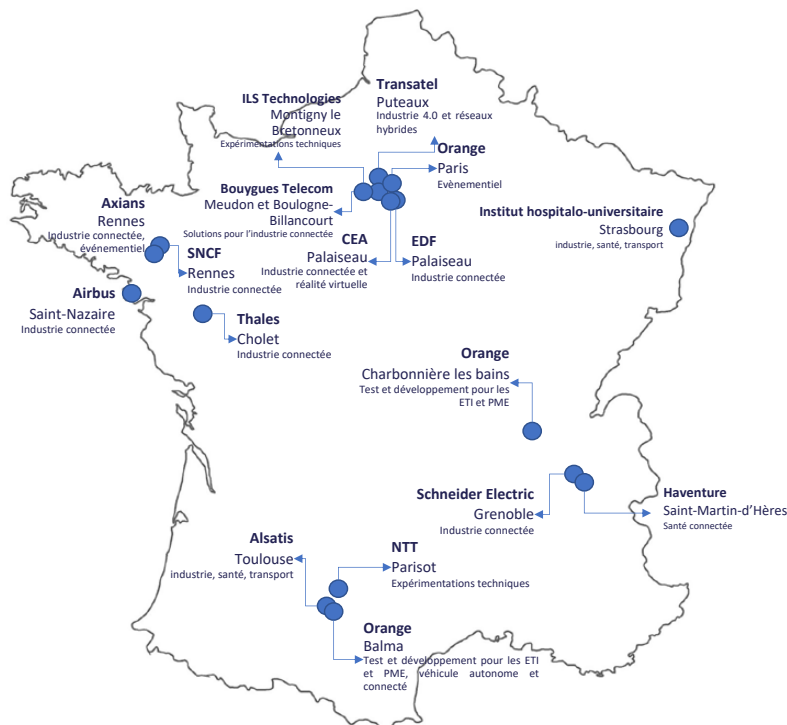 Transatel
Puteaux
Industrie 4.0 et réseaux
hybrides
ILS Technologies
Montigny le
Bretonneux
Expérimentations techniques
Orange
Paris
Evènementiel
Bouygues Telecom
Meudon et Boulogne-
Billancourt
Solutions pour l'industrie connectée
Axians
Rennes
Industrie connectée,
événementiel
SNCF
Rennes
Industrie connectée
CEA
Palaiseau
Industrie connectée et
réalité virtuelle
EDF
Palaiseau
Industrie connectée
Institut hospitalo-universitaire
Strasbourg
industrie, santé, transport
Airbus
Saint-Nazaire
Industrie connectée
Thales
Cholet
Industrie connectée
Orange
Charbonnière les bains
Test et développement pour les
ETI et PME
Schneider Electric
Grenoble
Industrie connectée
Haventure
Saint-Martin-d'Hères
Santé connectée
Alsatis
Toulouse
industrie, santé, transport
NTT
Parisot
Expérimentations techniques
Orange
Balma
Test et développement pour les ETI
et PME, véhicule autonome et
connecté